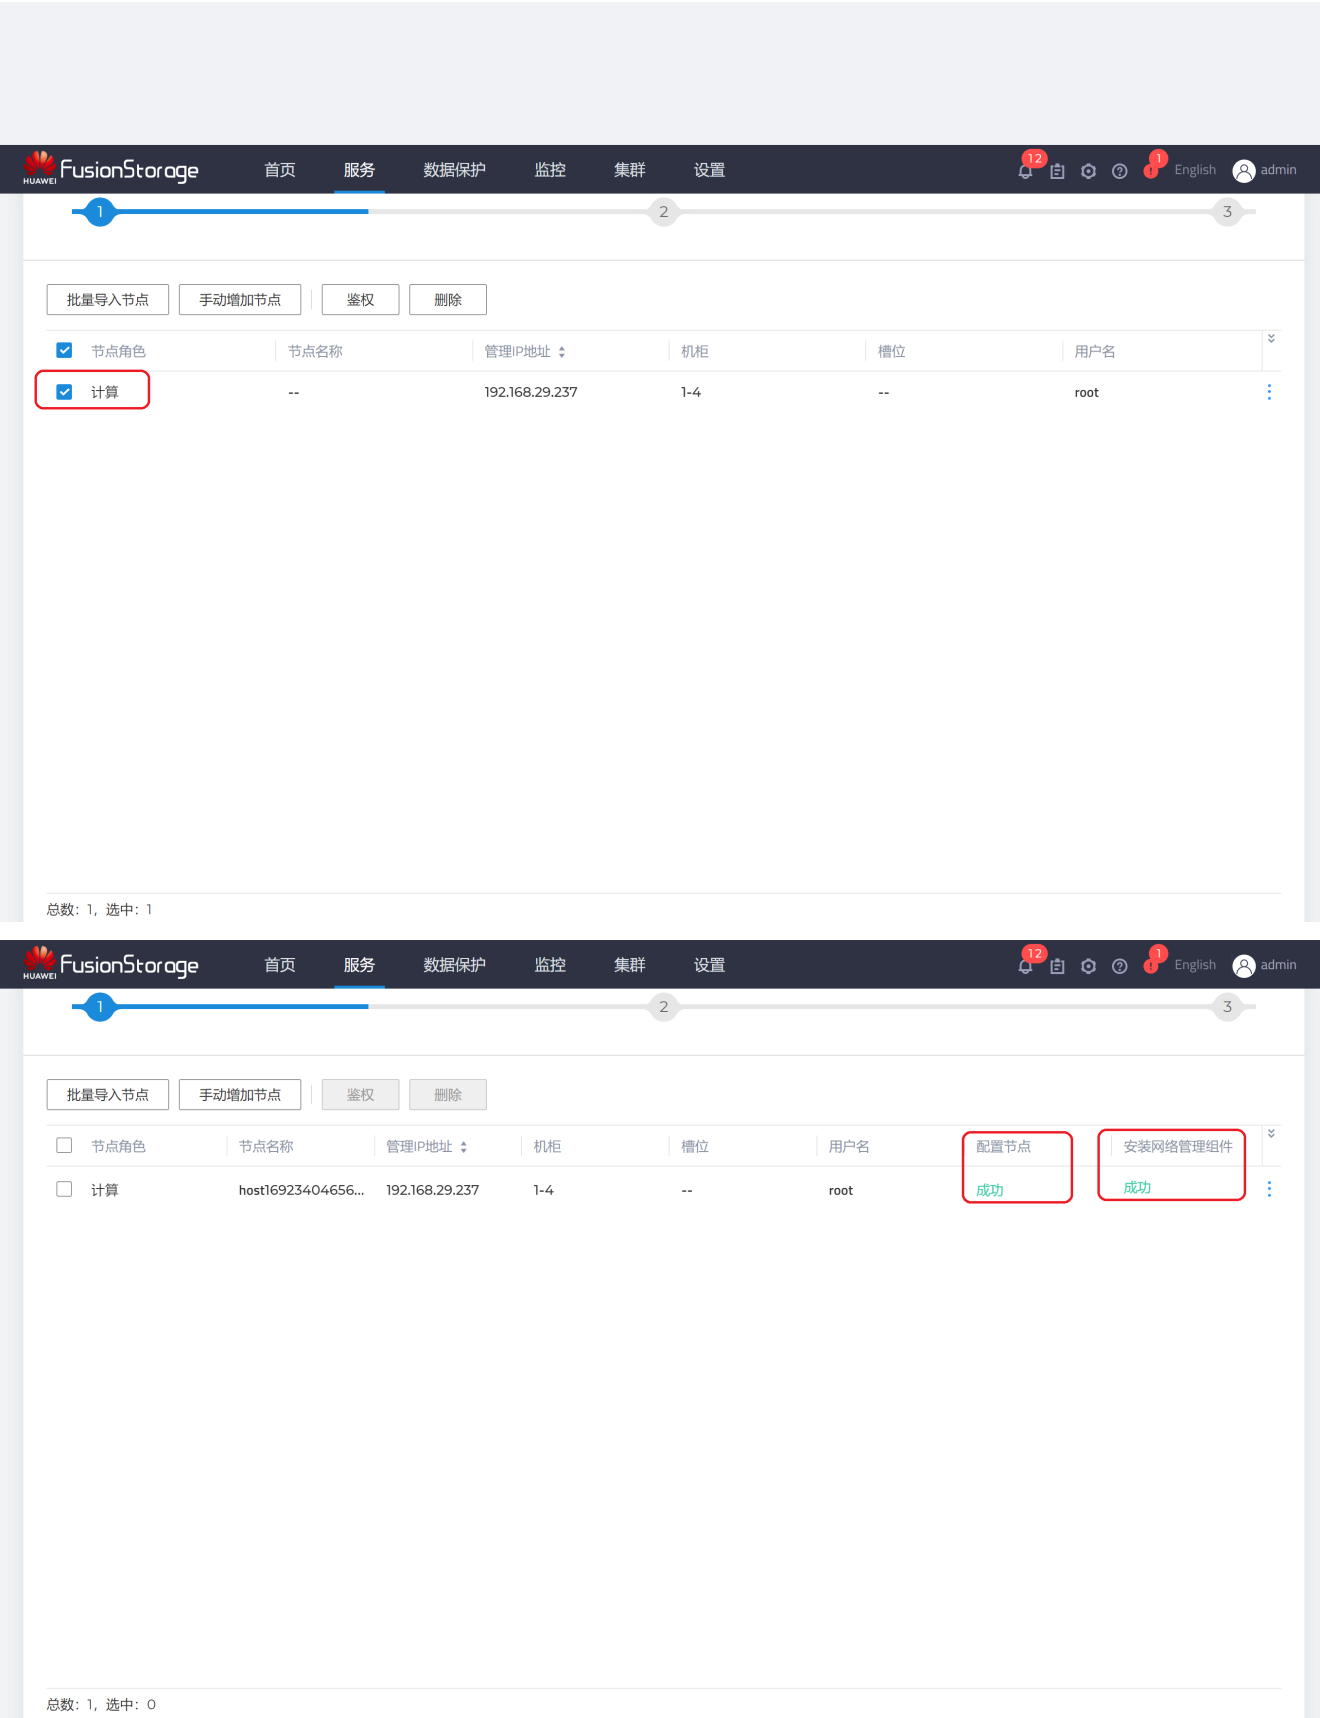 HUAWEI FusionStorage 首页 服务 数据保护 监控 集群 设置 12 1 English admin
1 2 3
批量导入节点 手动增加节点 鉴权 删除
节点角色 节点名称 管理IP地址 机柜 槽位 用户名
计算 -- 192.168.29.237 1-4 -- root
总数: 1, 选中: 1
HUAWEI FusionStorage 首页 服务 数据保护 监控 集群 设置 12 1 English admin
1 2 3
批量导入节点 手动增加节点 鉴权 删除
节点角色 节点名称 管理IP地址 机柜 槽位 用户名 配置节点 安装网络管理组件
计算 host16923404656... 192.168.29.237 1-4 -- root 成功 成功
总数: 1, 选中: 0